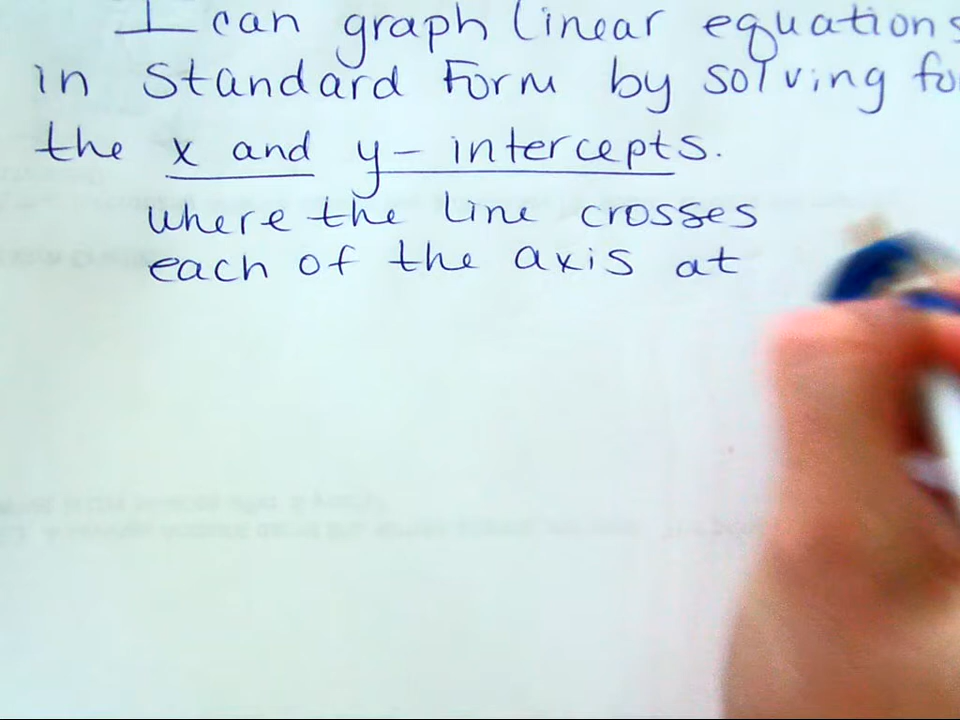 I can graph linear equations
in Standard Form by solving fo
the x and y-intercepts.
where the line crosses
each of the axis at